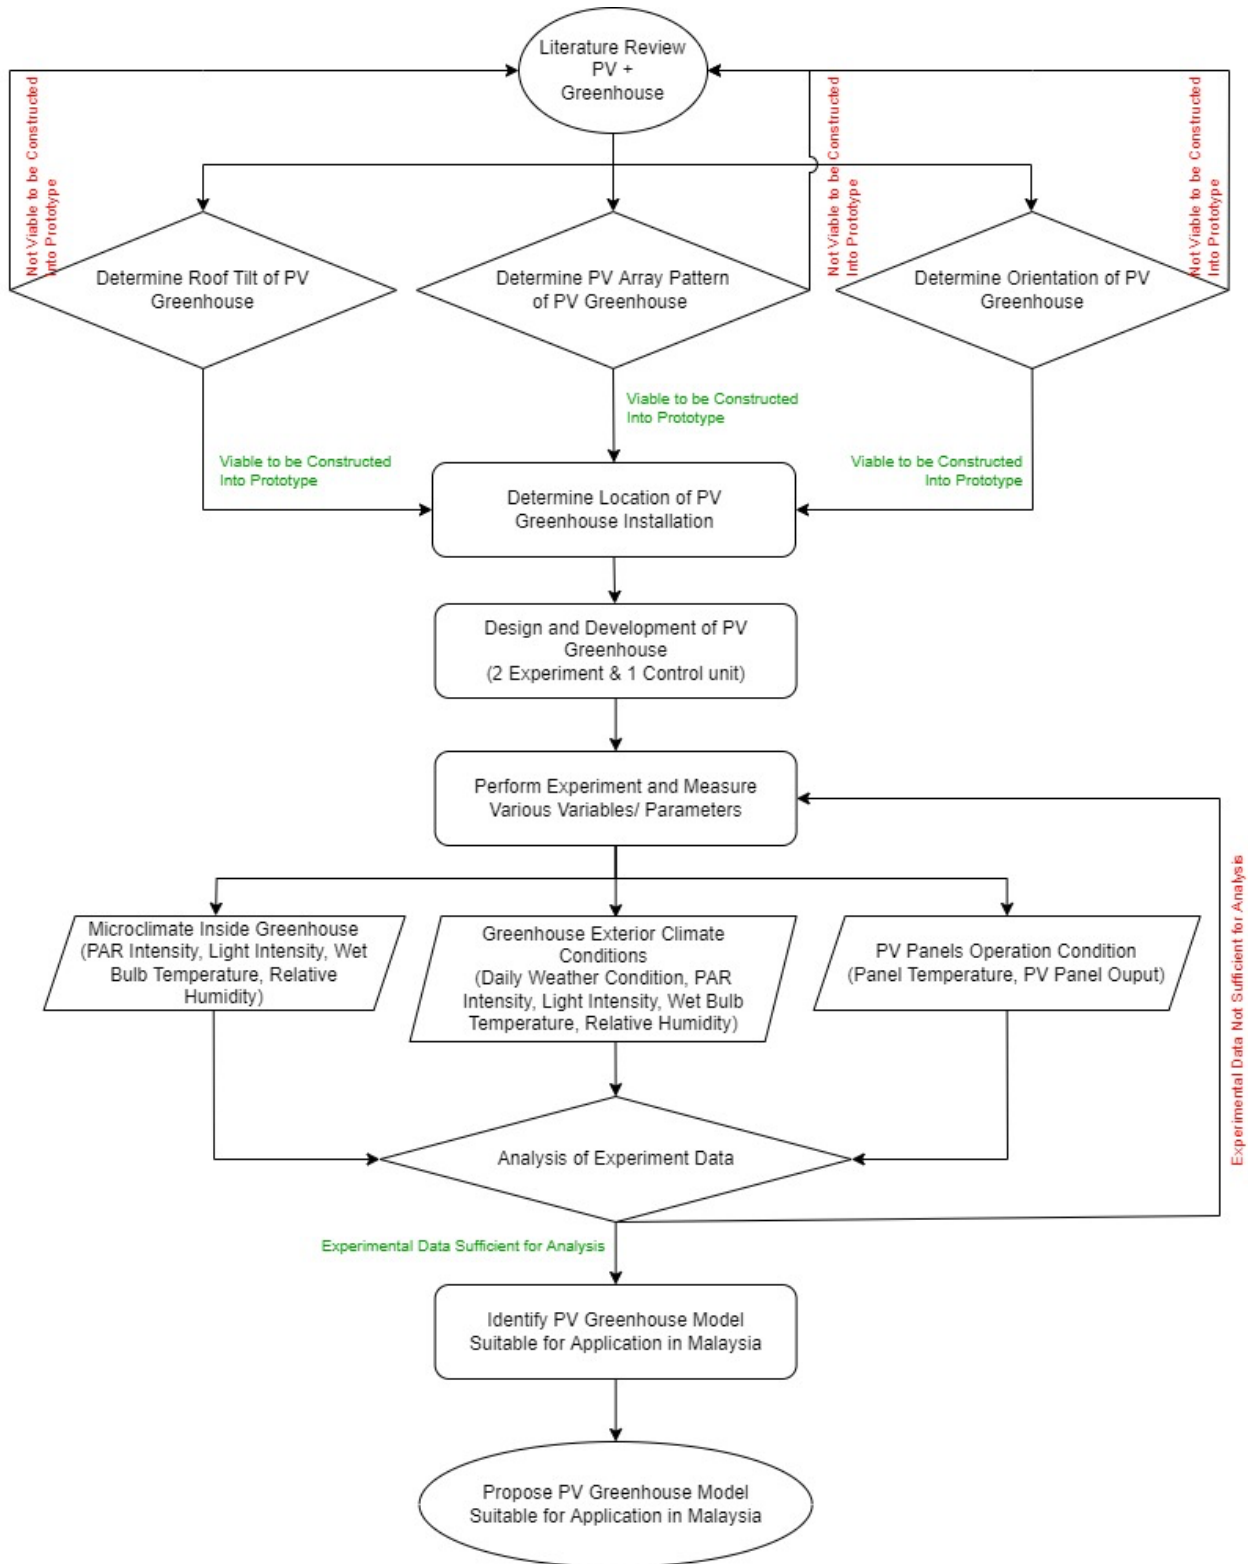 Literature Review
PV +
Greenhouse
Not Viable to be Constructed
Into Prototype
Not Viable to be Constructed
Into Prototype
Not Viable to be Constructed
Into Prototype
Determine Roof Tilt of PV
Greenhouse
Determine PV Array Pattern
of PV Greenhouse
Determine Orientation of PV
Greenhouse
Viable to be Constructed
Into Prototype
Viable to be Constructed
Into Prototype
Viable to be Constructed
Into Prototype
Determine Location of PV
Greenhouse Installation
Design and Development of PV
Greenhouse
(2 Experiment & 1 Control unit)
Perform Experiment and Measure
Various Variables/ Parameters
Microclimate Inside Greenhouse
(PAR Intensity, Light Intensity, Wet
Bulb Temperature, Relative
Humidity)
Greenhouse Exterior Climate
Conditions
(Daily Weather Condition, PAR
Intensity, Light Intensity, Wet Bulb
Temperature, Relative Humidity)
PV Panels Operation Condition
(Panel Temperature, PV Panel Ouput)
Experimental Data Not Sufficient for Analysis
Analysis of Experiment Data
Experimental Data Sufficient for Analysis
Identify PV Greenhouse Model
Suitable for Application in Malaysia
Propose PV Greenhouse Model
Suitable for Application in Malaysia